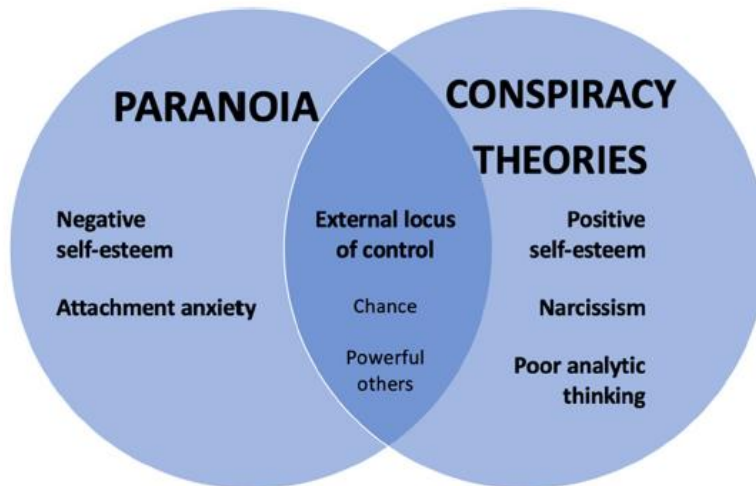 PARANOIA
CONSPIRACY
THEORIES
Negative
self-esteem
Attachment anxiety
External locus
of control
Chance
Powerful
others
Positive
self-esteem
Narcissism
Poor analytic
thinking